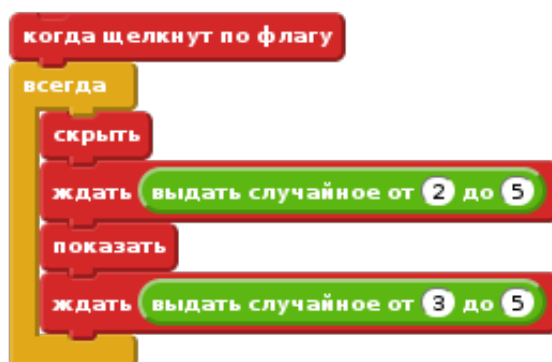 когда щелкнут по флагу
всегда
скрыть
ждать выдать случайное от 2 до 5
показать
ждать выдать случайное от 3 до 5